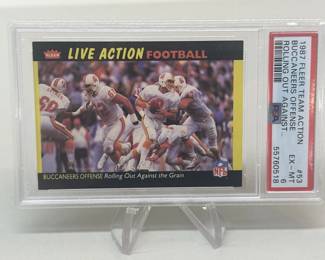 FLEER
LIVE ACTION FOOTBALL
BUCCANEERS OFFENSE Rolling Out Against the Grain
NFL
1987 FLEER TEAM ACTION #53
BUCCANEERS OFFENSE EX-MT
ROLLING OUT AGAINST 6
PSA 55760518